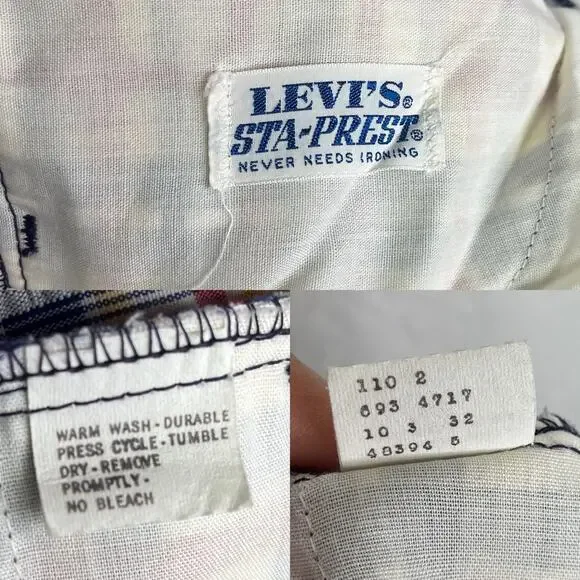 LEVI'S®
STA-PREST®
NEVER NEEDS IRONING
WARM WASH-DURABLE
PRESS CYCLE-TUMBLE
DRY-REMOVE
PROMPTLY-
NO BLEACH
110 2
693 4717
10 3 32
48394 5